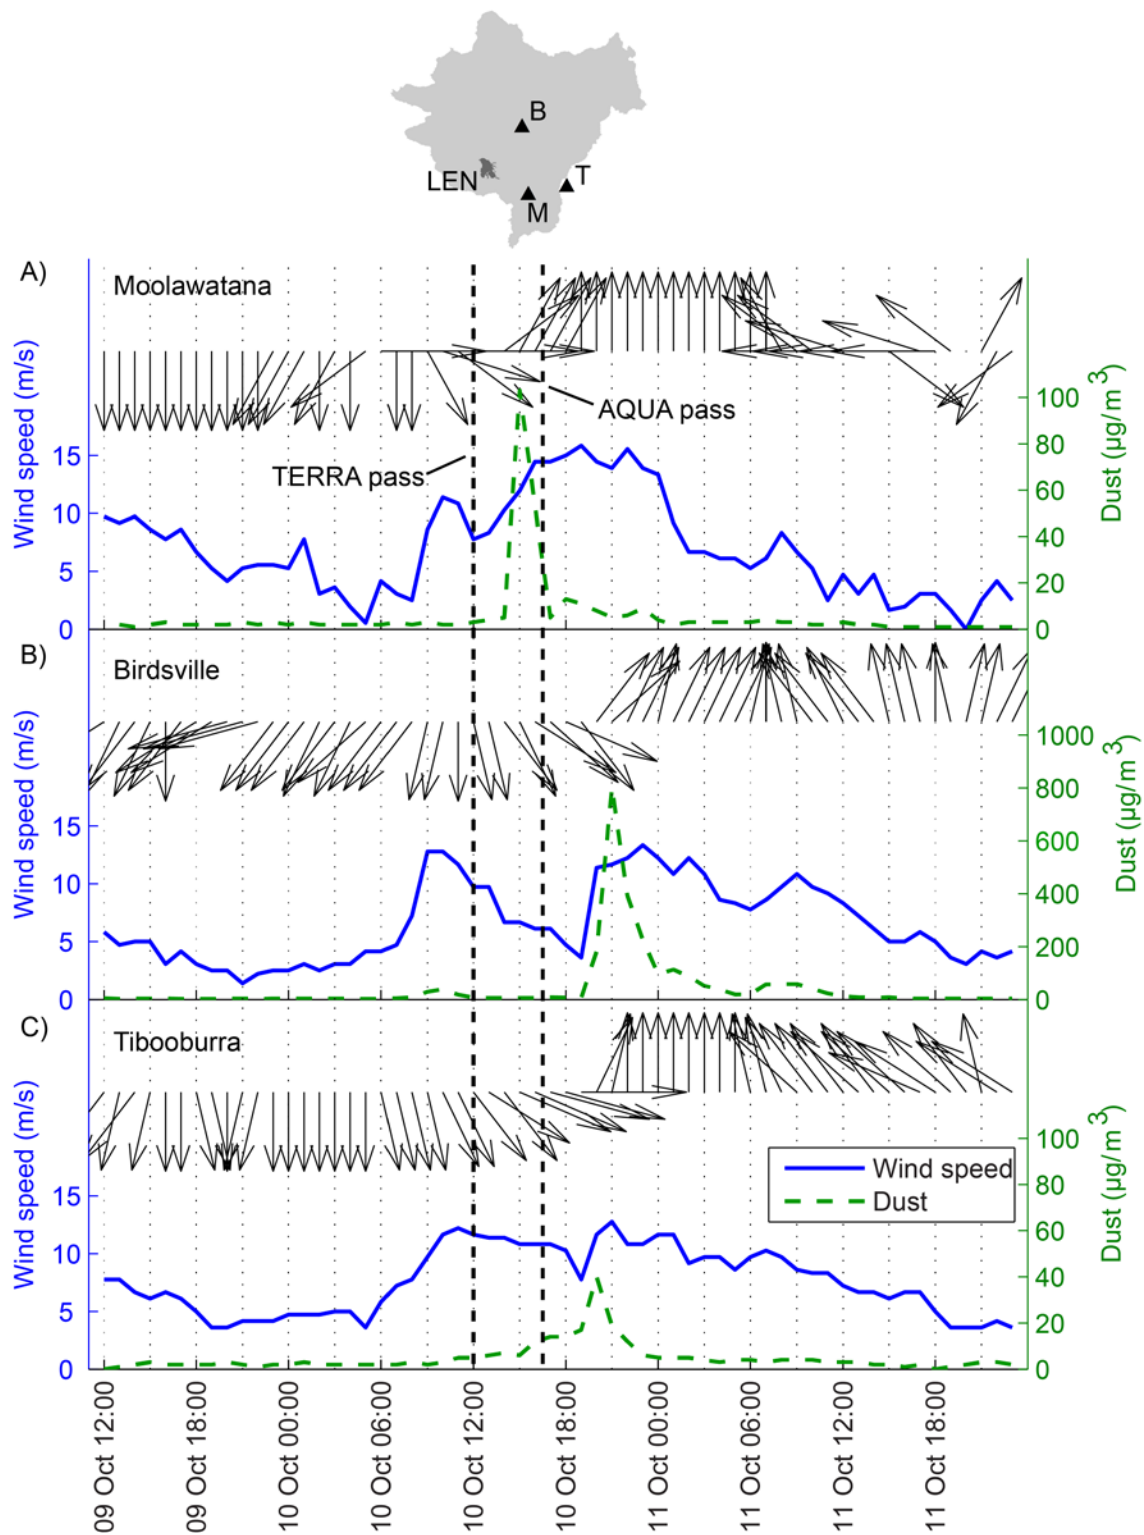 B
LEN
T
M
A)
Moolawatana
Wind speed (m/s)
15
10
5
0
TERRA pass
AQUA pass
100
80
60
40
20
0
Dust (µg/m³)
B)
Birdsville
Wind speed (m/s)
15
10
5
0
1000
800
600
400
200
0
Dust (µg/m³)
C)
Tibooburra
Wind speed (m/s)
15
10
5
0
100
80
60
40
20
0
Dust (µg/m³)
Wind speed
Dust
09 Oct 12:00
09 Oct 18:00
10 Oct 00:00
10 Oct 06:00
10 Oct 12:00
10 Oct 18:00
11 Oct 00:00
11 Oct 06:00
11 Oct 12:00
11 Oct 18:00